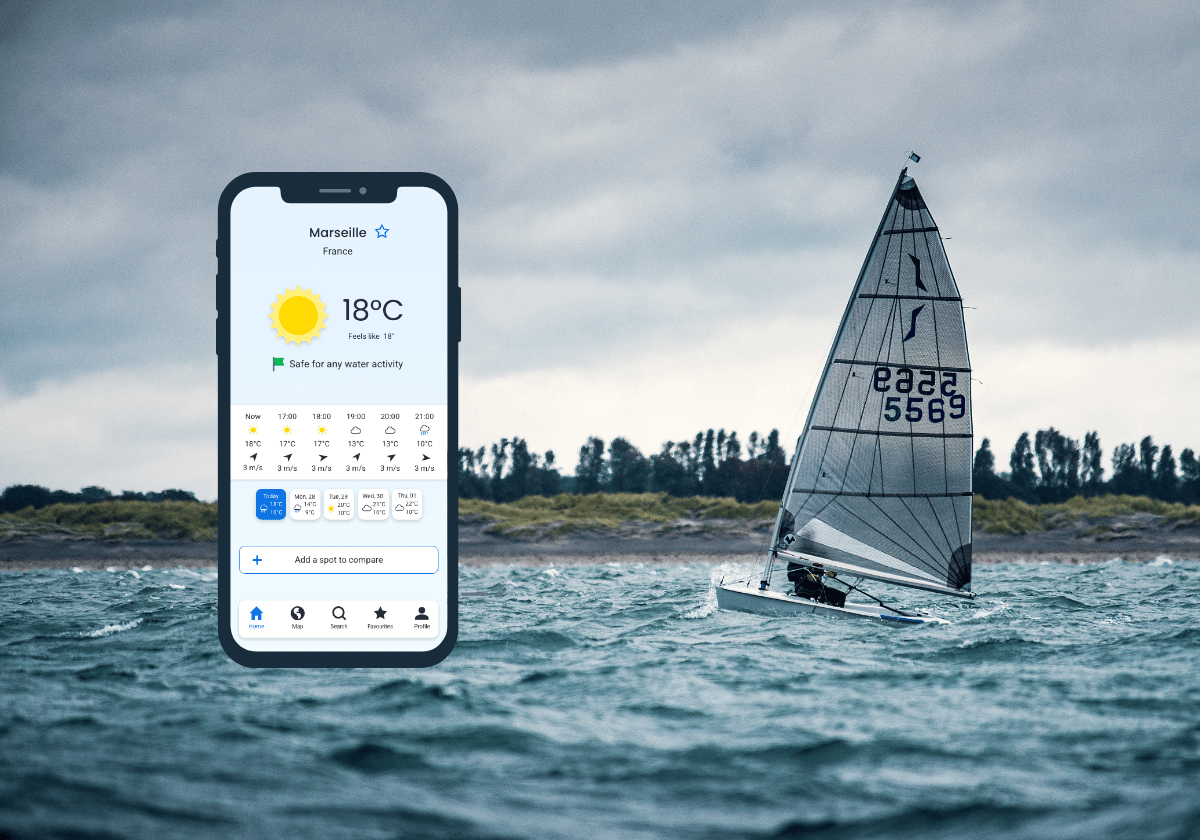 Marseille
France
18°C
Feels like 18°
Safe for any water activity
Now 17:00 18:00 19:00 20:00 21:00
18°C 17°C 17°C 13°C 13°C 10°C
3 m/s 3 m/s 3 m/s 3 m/s 3 m/s 3 m/s
Today Mon, 28 Tue, 29 Wed, 30 Thu, 01
14°C 20°C 21°C 22°C
10°C 9°C 10°C 10°C 10°C
Add a spot to compare
Home Map Search Favourites Profile
5569
5569